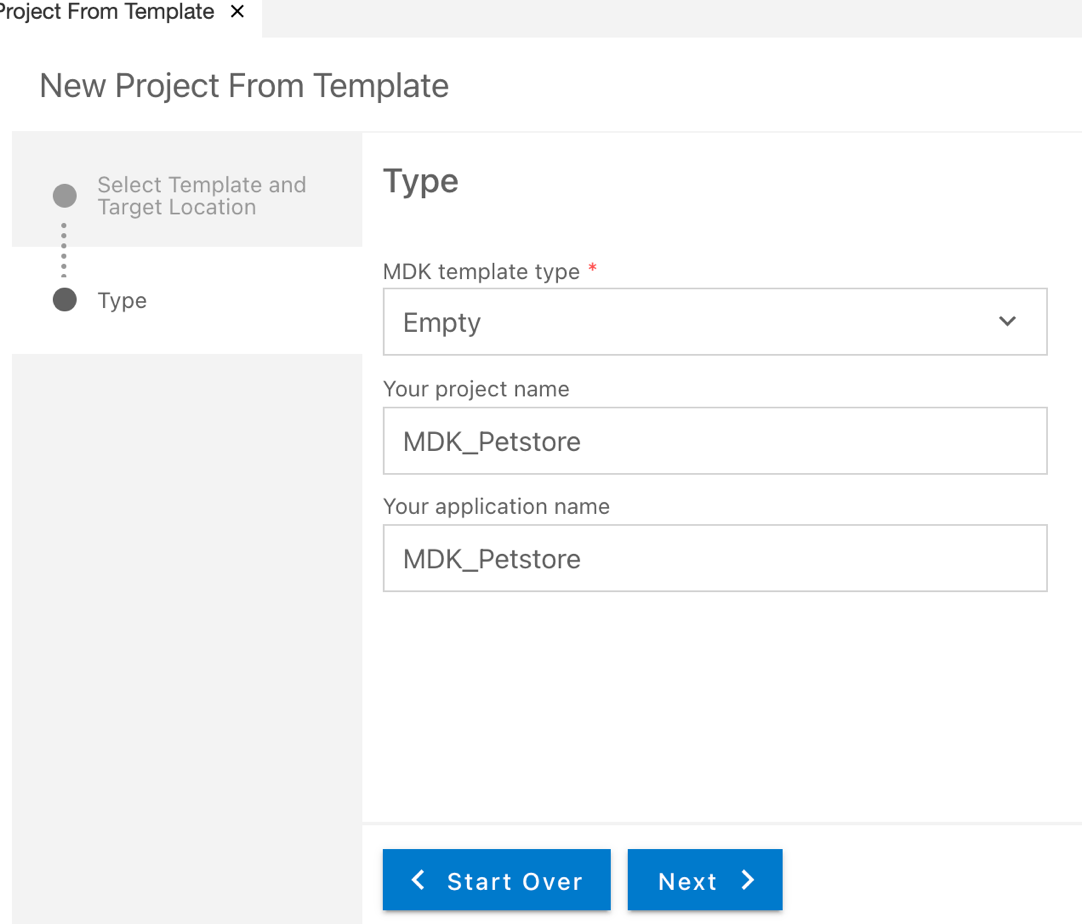 Project From Template ×
New Project From Template
Select Template and
Target Location
Type
Type
MDK template type *
Empty
Your project name
MDK_Petstore
Your application name
MDK_Petstore
Start Over
Next